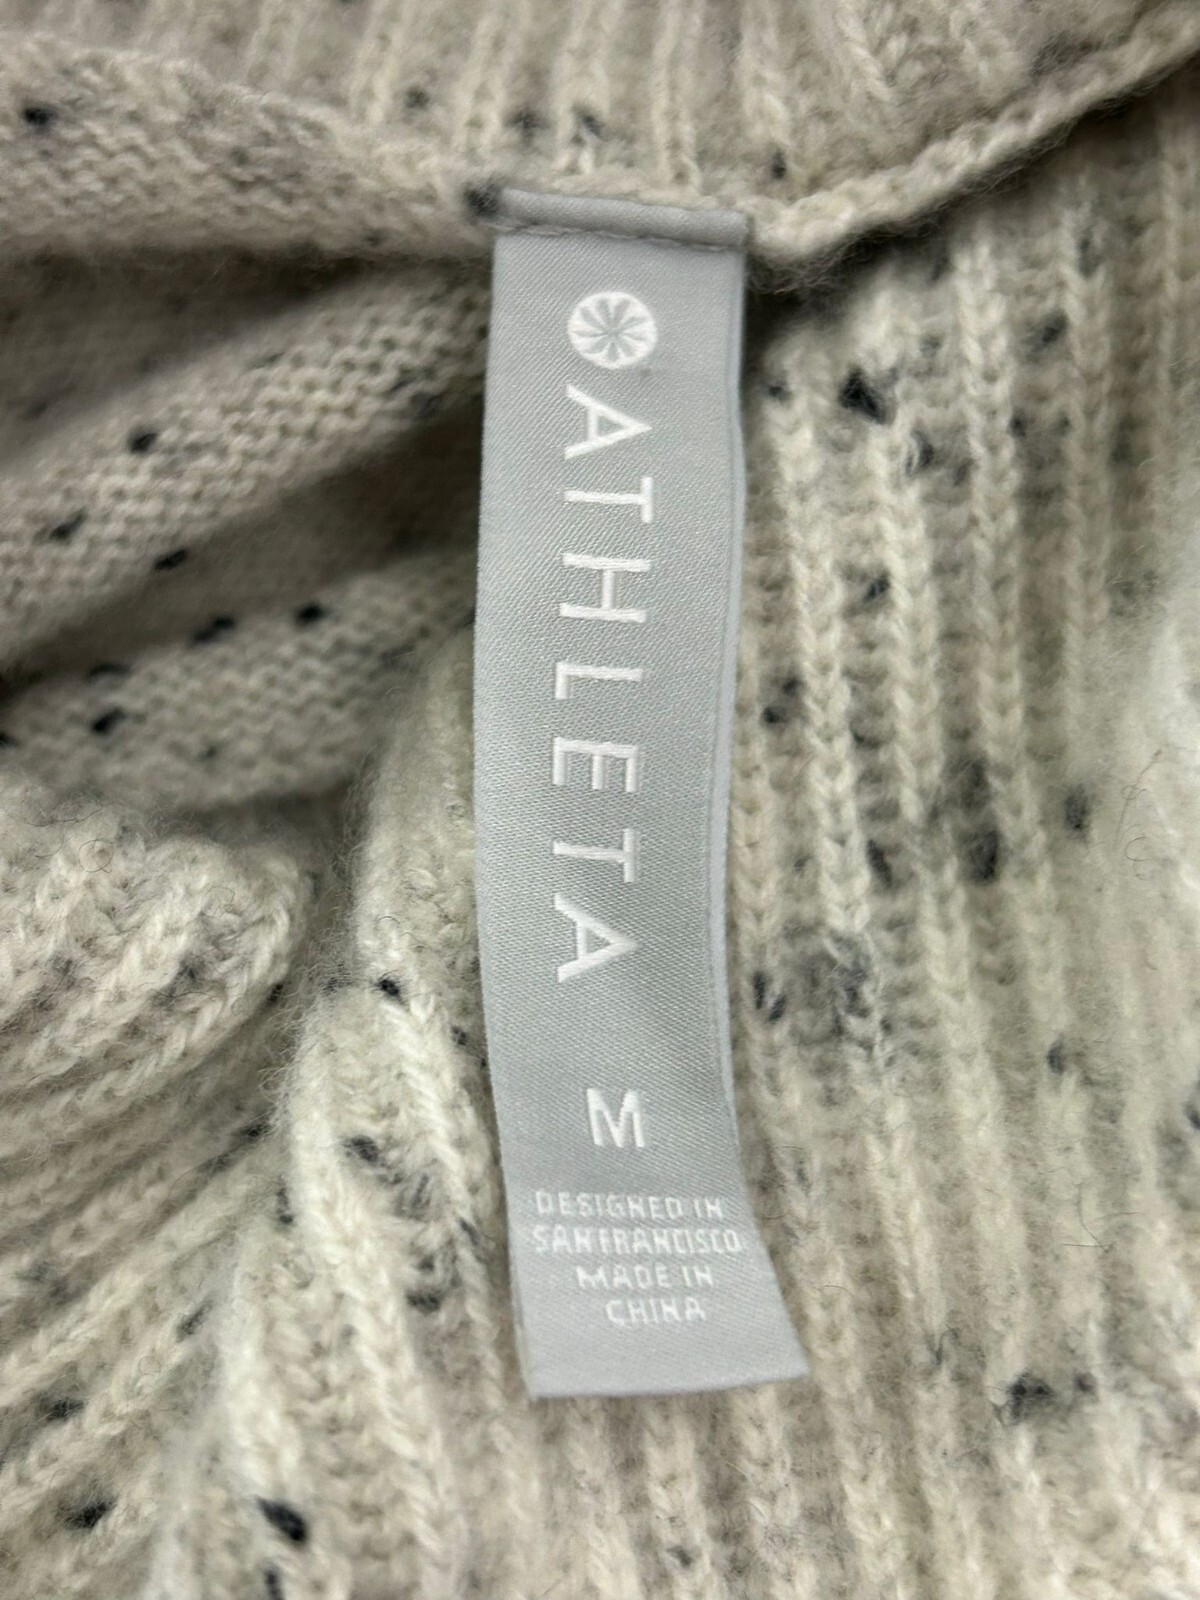 ATHLETA
M
DESIGNED IN
SAN FRANCISCO
MADE IN
CHINA